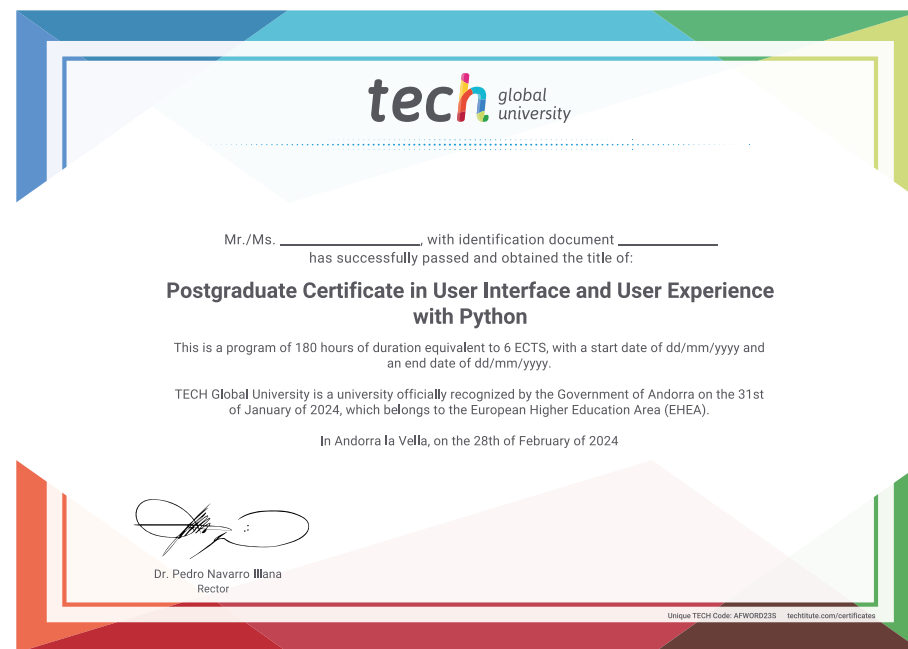 tech global university
Mr./Ms. ____________________, with identification document ______________
has successfully passed and obtained the title of:
Postgraduate Certificate in User Interface and User Experience
with Python
This is a program of 180 hours of duration equivalent to 6 ECTS, with a start date of dd/mm/yyyy and
an end date of dd/mm/yyyy.
TECH Global University is a university officially recognized by the Government of Andorra on the 31st
of January of 2024, which belongs to the European Higher Education Area (EHEA).
In Andorra la Vella, on the 28th of February of 2024
Dr. Pedro Navarro Illana
Rector
Unique TECH Code: AFWORD23S techtitute.com/certificates